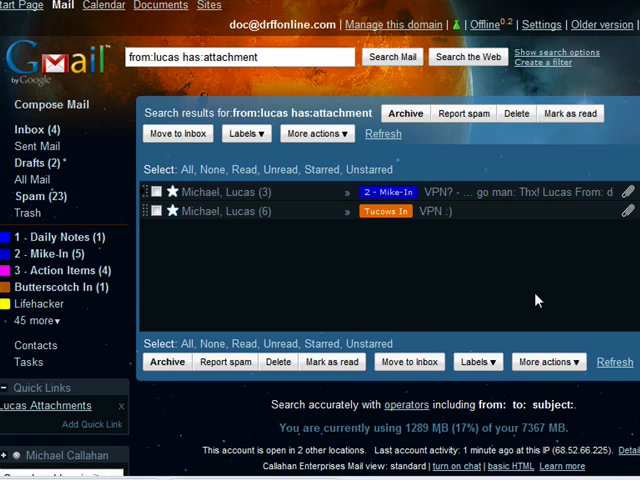 tart Page Mail Calendar Documents Sites
doc@drffonline.com | Manage this domain | Offline0.2 | Settings | Older version
Gmail™
by Google
from:lucas has:attachment
Search Mail
Search the Web
Show search options
Create a filter
Compose Mail
Inbox (4)
Sent Mail
Drafts (2) *
All Mail
Spam (23)
Trash
1 - Daily Notes (1)
2 - Mike-In (5)
3 - Action Items (4)
Butterscotch In (1)
Lifehacker
45 more▼
Contacts
Tasks
Quick Links
Lucas Attachments x
Add Quick Link
Michael Callahan
Search results for:from:lucas has:attachment
Archive Report spam Delete Mark as read
Move to Inbox Labels ▼ More actions ▼ Refresh
Select: All, None, Read, Unread, Starred, Unstarred
Michael, Lucas (3) » 2 - Mike-In VPN? - ... go man: Thx! Lucas From: d
Michael, Lucas (6) » Tucows In VPN :)
Select: All, None, Read, Unread, Starred, Unstarred
Archive Report spam Delete Mark as read Move to Inbox Labels ▼ More actions ▼ Refresh
Search accurately with operators including from: to: subject:.
You are currently using 1289 MB (17%) of your 7367 MB.
This account is open in 2 other locations. Last account activity: 1 minute ago at this IP (68.52.66.225). Detai
Callahan Enterprises Mail view: standard | turn on chat | basic HTML Learn more